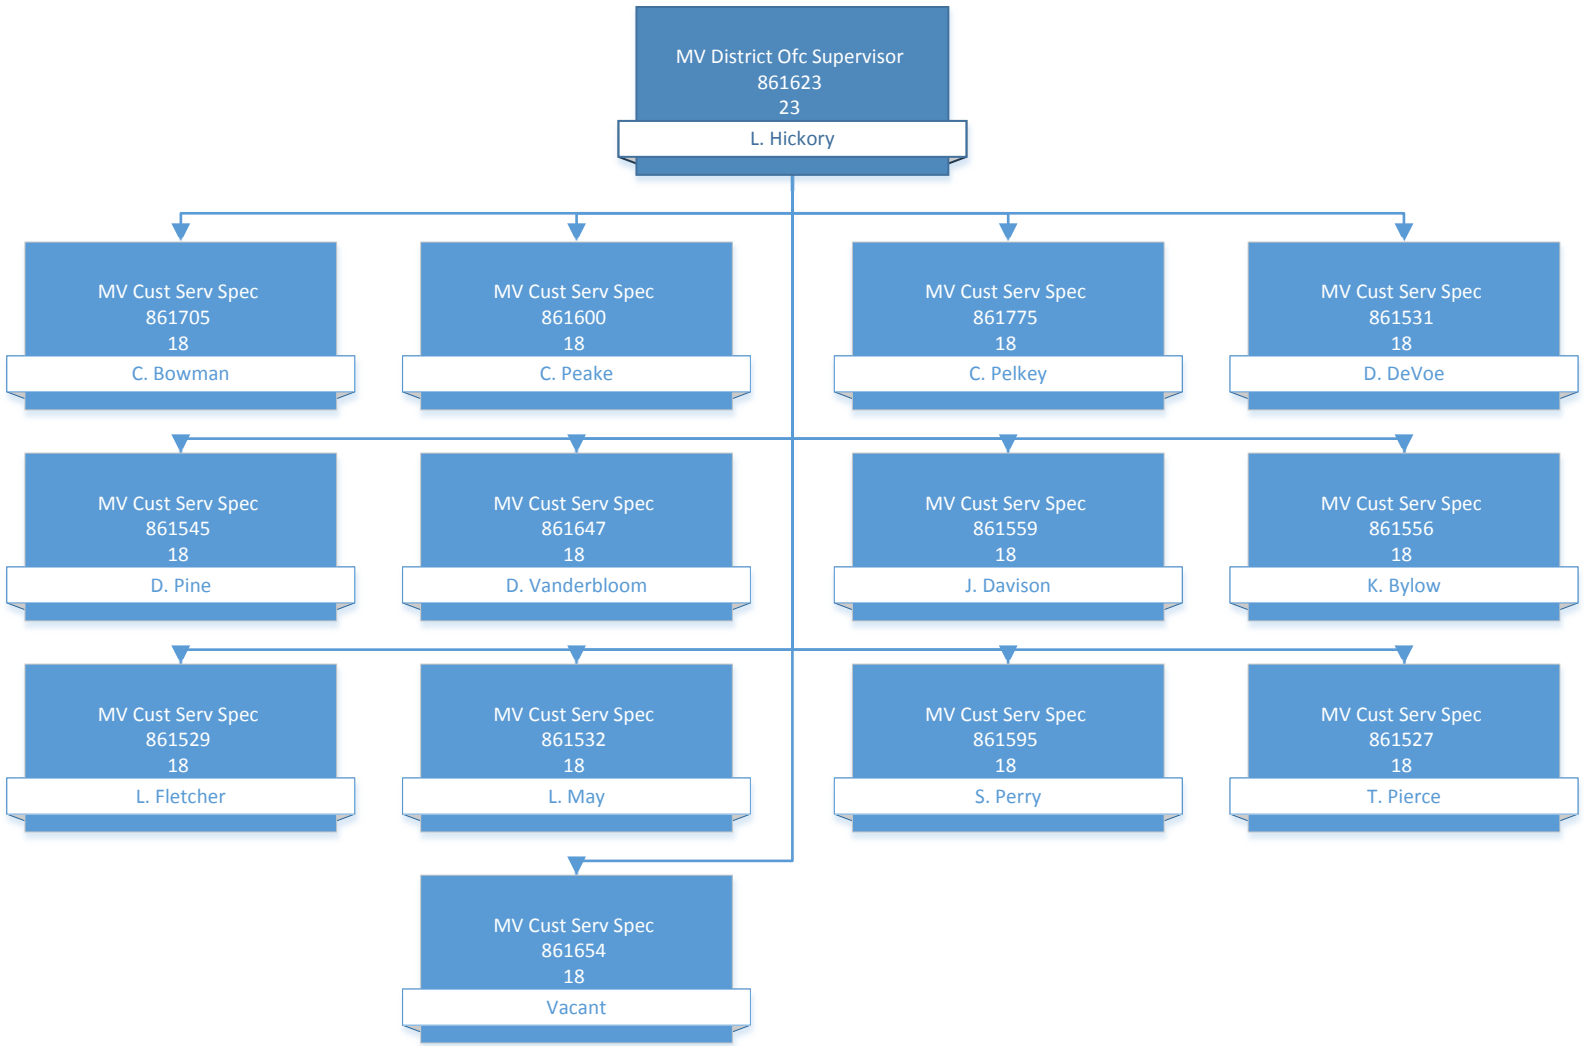 MV District Ofc Supervisor
861623
23
L. Hickory
MV Cust Serv Spec
861705
18
C. Bowman
MV Cust Serv Spec
861600
18
C. Peake
MV Cust Serv Spec
861775
18
C. Pelkey
MV Cust Serv Spec
861531
18
D. DeVoe
MV Cust Serv Spec
861545
18
D. Pine
MV Cust Serv Spec
861647
18
D. Vanderbloom
MV Cust Serv Spec
861559
18
J. Davison
MV Cust Serv Spec
861556
18
K. Bylow
MV Cust Serv Spec
861529
18
L. Fletcher
MV Cust Serv Spec
861532
18
L. May
MV Cust Serv Spec
861595
18
S. Perry
MV Cust Serv Spec
861527
18
T. Pierce
MV Cust Serv Spec
861654
18
Vacant